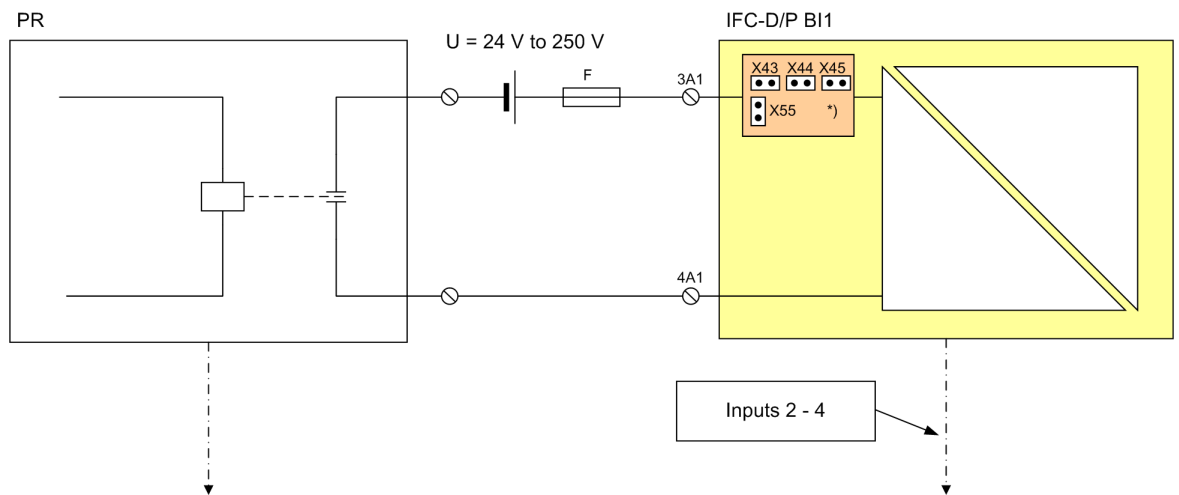 PR
IFC-D/P BI1
U = 24 V to 250 V
F
3A1
X43 X44 X45
X55 *)
4A1
Inputs 2 - 4